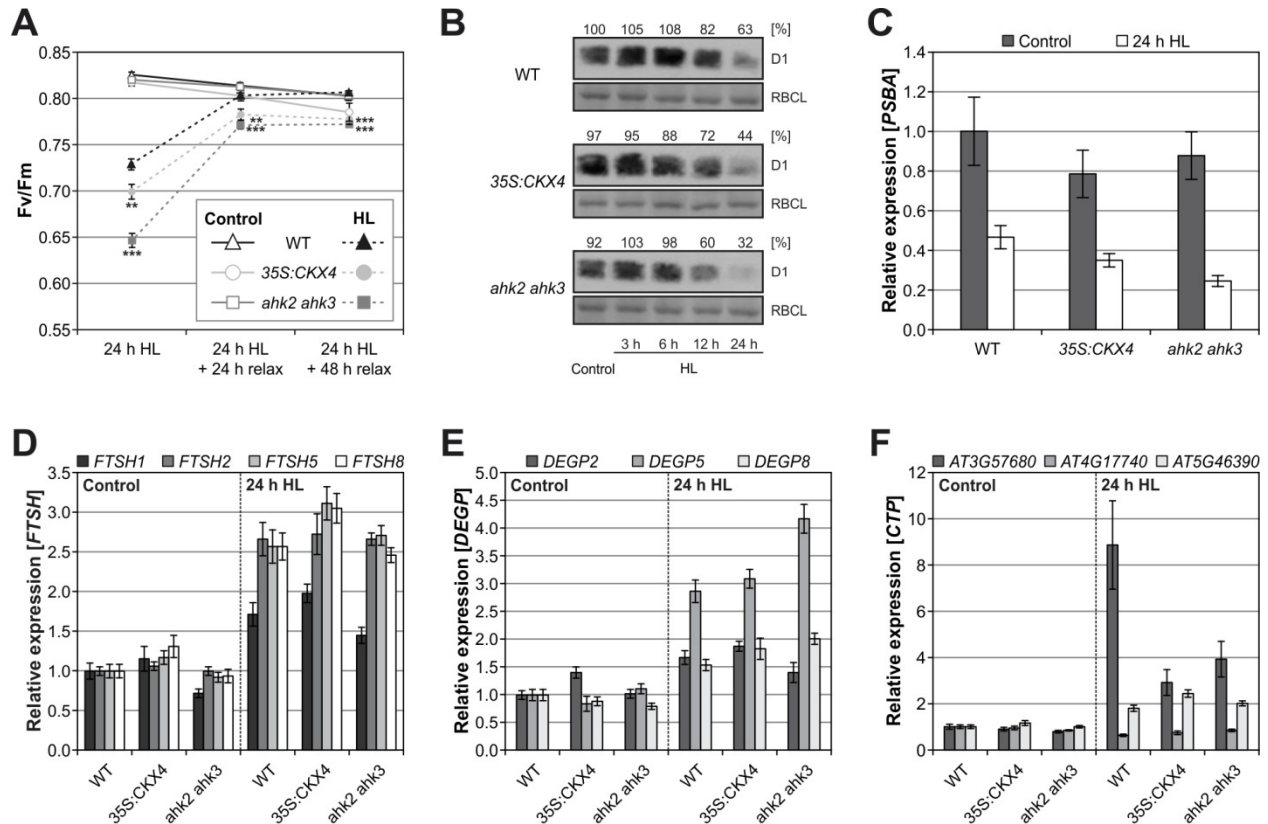 A
Fv/Fm
0.85
0.80
0.75
0.70
0.65
0.60
0.55
**
***
**
***
***
***
Control HL
WT
35S:CKX4
ahk2 ahk3
24 h HL
24 h HL + 24 h relax
24 h HL + 48 h relax
B
100 105 108 82 63 [%]
WT
D1
RBCL
97 95 88 72 44 [%]
35S:CKX4
D1
RBCL
92 103 98 60 32 [%]
ahk2 ahk3
D1
RBCL
3 h 6 h 12 h 24 h
Control HL
C
Control 24 h HL
Relative expression [PSBA]
1.4
1.2
1.0
0.8
0.6
0.4
0.2
0.0
WT 35S:CKX4 ahk2 ahk3
D
FTSH1 FTSH2 FTSH5 FTSH8
Relative expression [FTSH]
3.5
3.0
2.5
2.0
1.5
1.0
0.5
0.0
Control 24 h HL
WT 35S:CKX4 ahk2 ahk3 WT 35S:CKX4 ahk2 ahk3
E
DEGP2 DEGP5 DEGP8
Relative expression [DEGP]
5.0
4.5
4.0
3.5
3.0
2.5
2.0
1.5
1.0
0.5
0.0
Control 24 h HL
WT 35S:CKX4 ahk2 ahk3 WT 35S:CKX4 ahk2 ahk3
F
AT3G57680 AT4G17740 AT5G46390
Relative expression [CTP]
12
10
8
6
4
2
0
Control 24 h HL
WT 35S:CKX4 ahk2 ahk3 WT 35S:CKX4 ahk2 ahk3